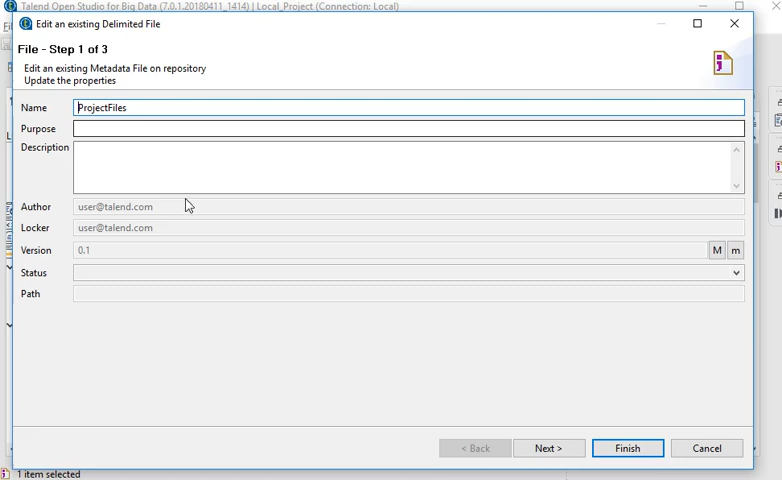 Talend Open Studio for Big Data (7.0.1.20180411_1414) | Local_Project (Connection: Local)
Edit an existing Delimited File
File - Step 1 of 3
Edit an existing Metadata File on repository
Update the properties
Name ProjectFiles
Purpose
Description
Author user@talend.com
Locker user@talend.com
Version 0.1 M m
Status
Path
< Back Next > Finish Cancel
1 item selected